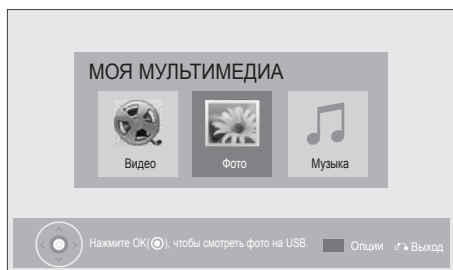 МОЯ МУЛЬТИМЕДИА
Видео Фото Музыка
Нажмите OK(◉), чтобы смотреть фото на USB. Опции Выход